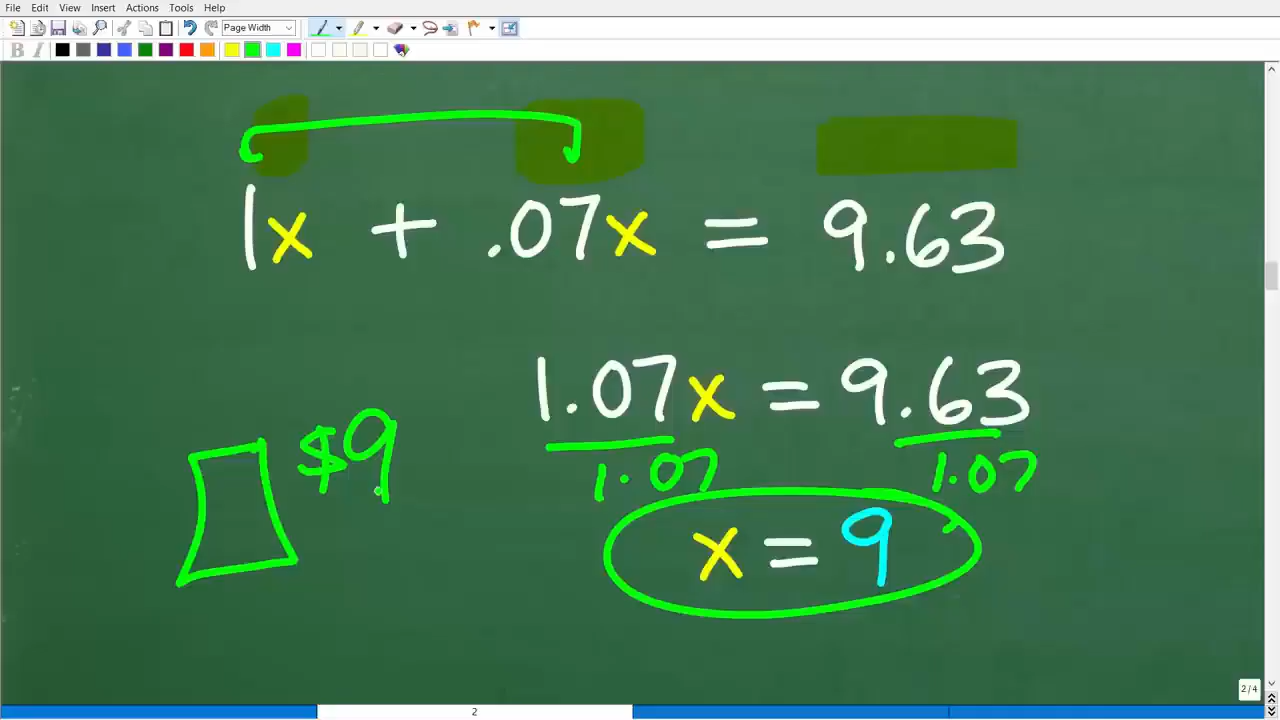 File Edit View Insert Actions Tools Help
Page Width
B I
1x + .07x = 9.63
1.07x = 9.63
$9
1.07 1.07
x = 9
2/4
2